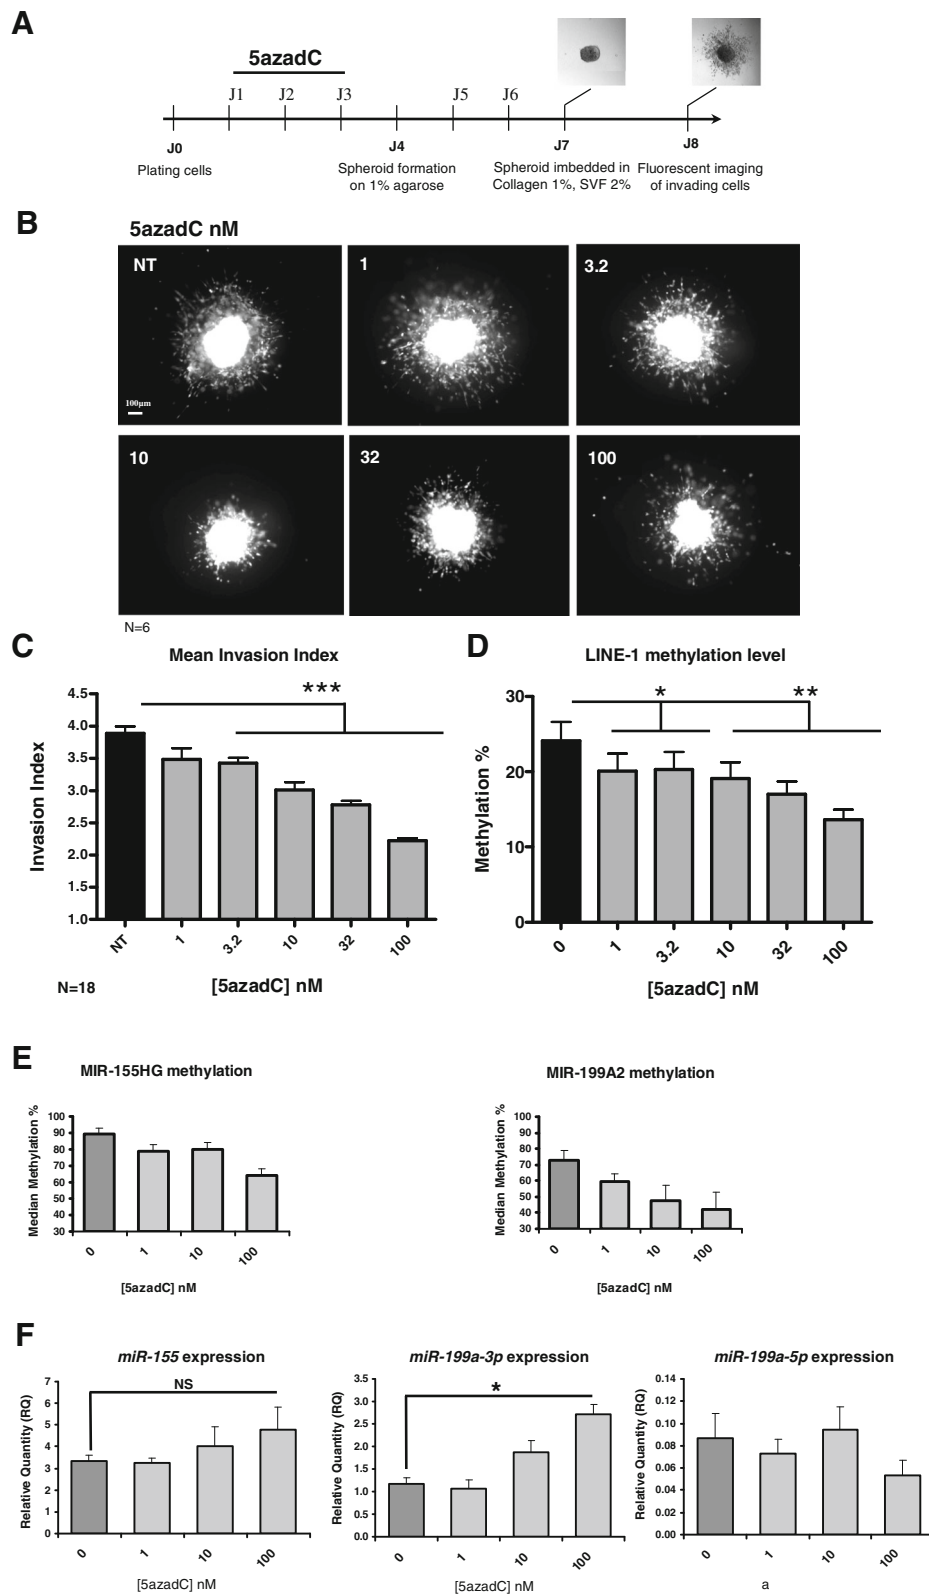 A
5azadC
J1 J2 J3 J5 J6
J0 J4 J7 J8
Plating cells Spheroid formation Spheroid imbedded in Fluorescent imaging
on 1% agarose Collagen 1%, SVF 2% of invading cells
B
5azadC nM
NT 1 3.2
100µm
10 32 100
N=6
C
Mean Invasion Index
***
4.5
4.0
3.5
3.0
2.5
2.0
1.5
1.0
Invasion Index
NT 1 3.2 10 32 100
N=18
[5azadC] nM
D
LINE-1 methylation level
* **
30
20
10
0
Methylation %
0 1 3.2 10 32 100
[5azadC] nM
E
MIR-155HG methylation
100
90
80
70
60
50
40
30
Median Methylation %
0 1 10 100
[5azadC] nM
MIR-199A2 methylation
100
90
80
70
60
50
40
30
Median Methylation %
0 1 10 100
[5azadC] nM
F
miR-155 expression
NS
7
6
5
4
3
2
1
0
Relative Quantity (RQ)
0 1 10 100
[5azadC] nM
miR-199a-3p expression
*
3.5
3.0
2.5
2.0
1.5
1.0
0.5
0.0
Relative Quantity (RQ)
0 1 10 100
[5azadC] nM
miR-199a-5p expression
0.14
0.12
0.10
0.08
0.06
0.04
0.02
0.00
Relative Quantity (RQ)
0 1 10 100
a